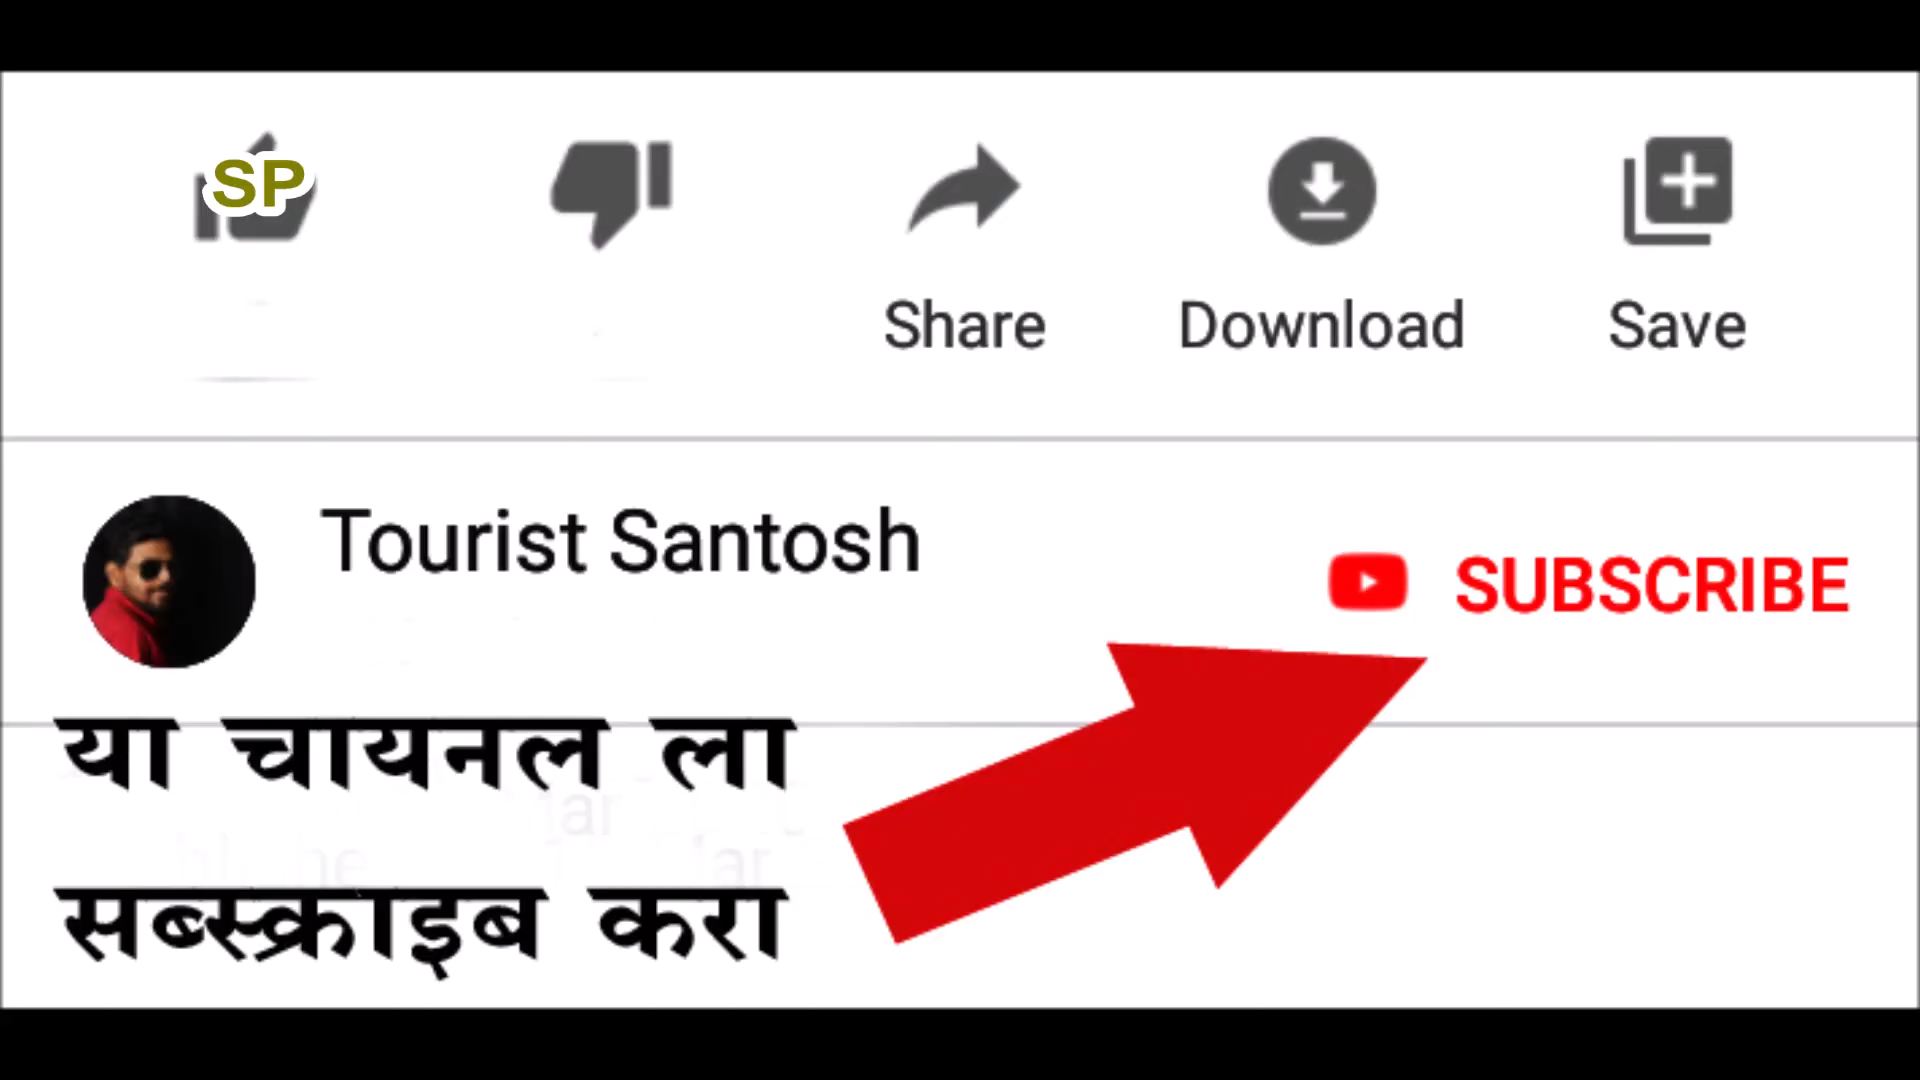 SP
Share Download Save
Tourist Santosh
SUBSCRIBE
या चायनल ला
सब्स्क्राइब करा